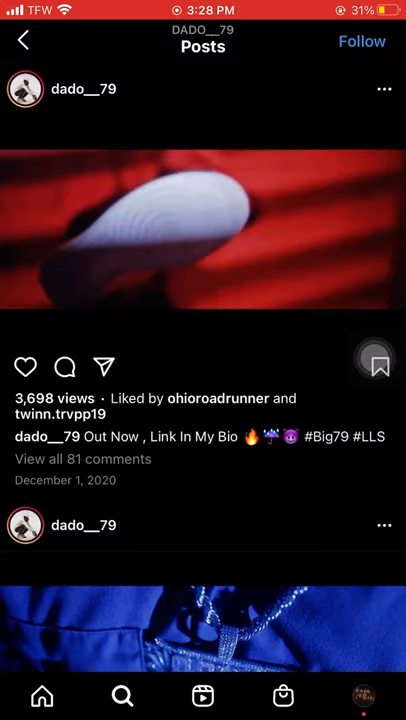 TFW 3:28 PM 31%
DADO__79
Posts
Follow
dado__79
3,698 views · Liked by ohioroadrunner and
twinn.trvpp19
dado__79 Out Now , Link In My Bio 🔥☔😈 #Big79 #LLS
View all 81 comments
December 1, 2020
dado__79